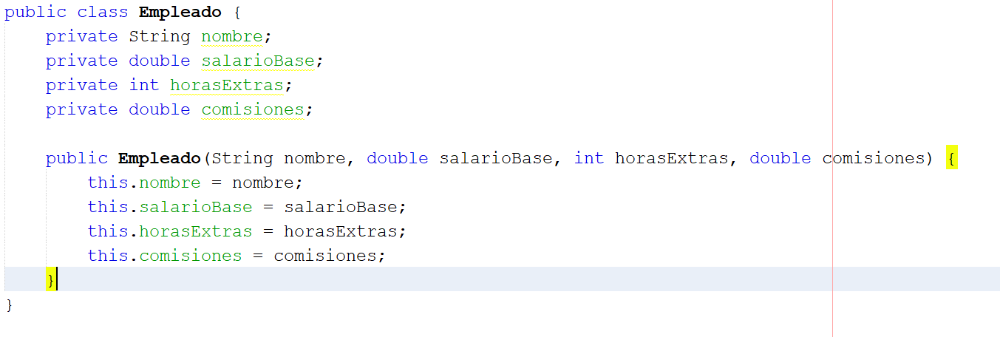 public class Empleado {
    private String nombre;
    private double salarioBase;
    private int horasExtras;
    private double comisiones;

    public Empleado(String nombre, double salarioBase, int horasExtras, double comisiones) {
        this.nombre = nombre;
        this.salarioBase = salarioBase;
        this.horasExtras = horasExtras;
        this.comisiones = comisiones;
    }
}